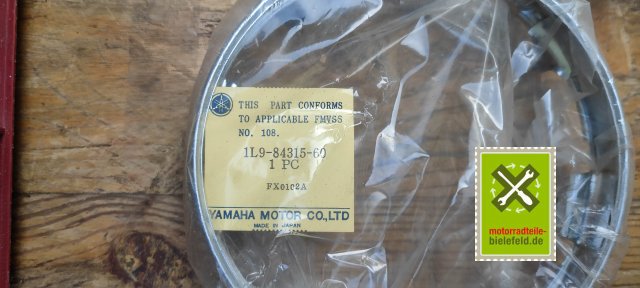 THIS PART CONFORMS
TO APPLICABLE FMVSS
NO. 108.
1L9-84315-60
1 PC
FX0102A
YAMAHA MOTOR CO.,LTD
MADE IN JAPAN
motorradteile-
bielefeld.de